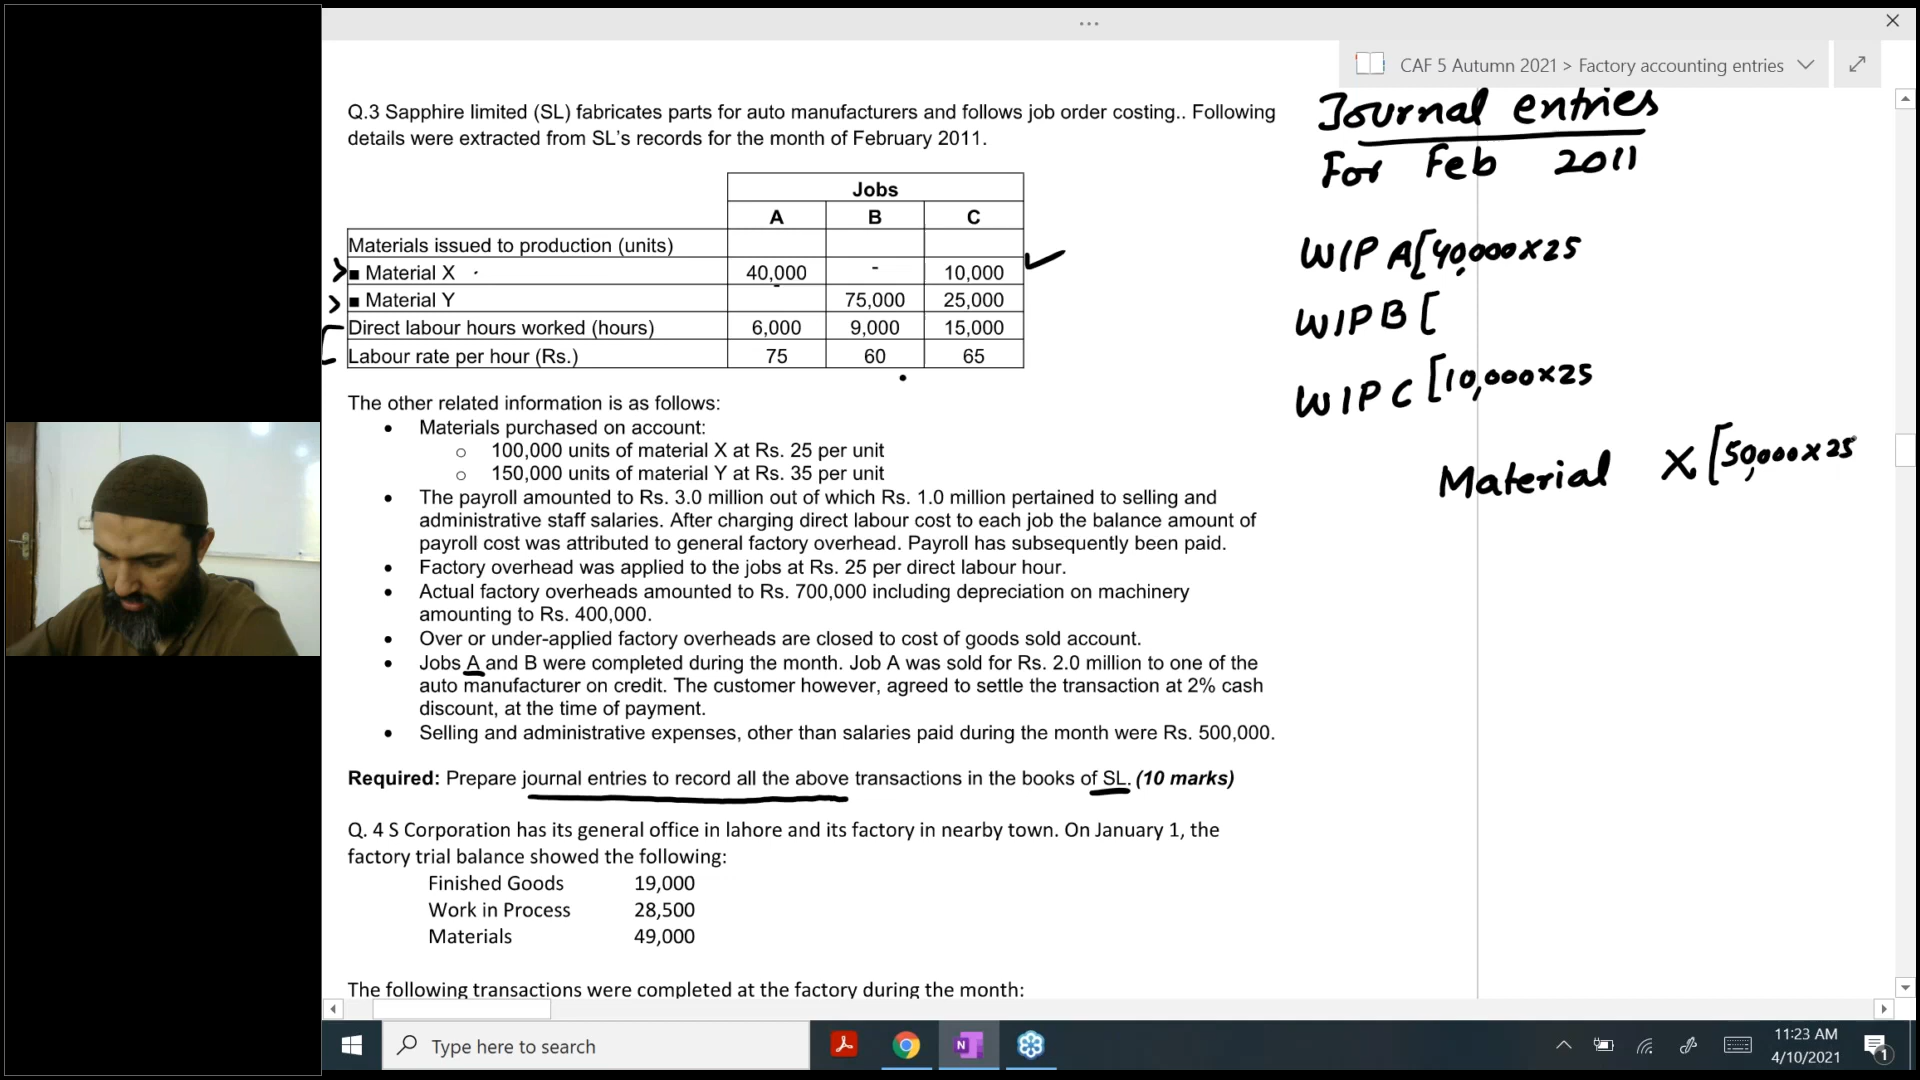 CAF 5 Autumn 2021 > Factory accounting entries
Q.3 Sapphire limited (SL) fabricates parts for auto manufacturers and follows job order costing.. Following
details were extracted from SL's records for the month of February 2011.
Jobs
A B C
Materials issued to production (units)
■ Material X 40,000 - 10,000
■ Material Y 75,000 25,000
Direct labour hours worked (hours) 6,000 9,000 15,000
Labour rate per hour (Rs.) 75 60 65
The other related information is as follows:
• Materials purchased on account:
o 100,000 units of material X at Rs. 25 per unit
o 150,000 units of material Y at Rs. 35 per unit
• The payroll amounted to Rs. 3.0 million out of which Rs. 1.0 million pertained to selling and
administrative staff salaries. After charging direct labour cost to each job the balance amount of
payroll cost was attributed to general factory overhead. Payroll has subsequently been paid.
• Factory overhead was applied to the jobs at Rs. 25 per direct labour hour.
• Actual factory overheads amounted to Rs. 700,000 including depreciation on machinery
amounting to Rs. 400,000.
• Over or under-applied factory overheads are closed to cost of goods sold account.
• Jobs A and B were completed during the month. Job A was sold for Rs. 2.0 million to one of the
auto manufacturer on credit. The customer however, agreed to settle the transaction at 2% cash
discount, at the time of payment.
• Selling and administrative expenses, other than salaries paid during the month were Rs. 500,000.
Required: Prepare journal entries to record all the above transactions in the books of SL. (10 marks)
Q. 4 S Corporation has its general office in lahore and its factory in nearby town. On January 1, the
factory trial balance showed the following:
Finished Goods 19,000
Work in Process 28,500
Materials 49,000
The following transactions were completed at the factory during the month:
Journal entries
For Feb 2011
WIP A[40,000x25
WIP B [
WIP C [10,000x25
Material X [50,000x25
Type here to search
11:23 AM
4/10/2021
1